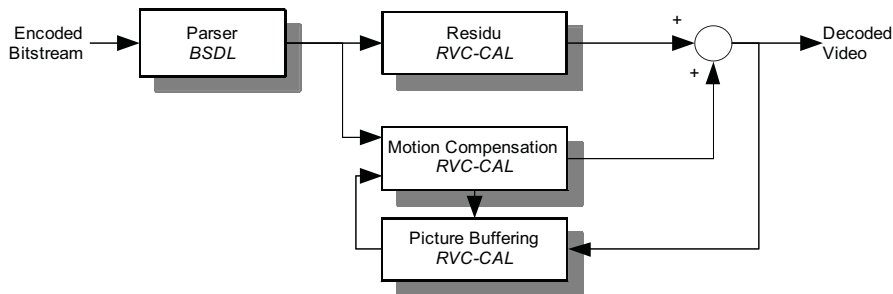 Encoded
Bitstream
Parser
BSDL
Residu
RVC-CAL
+
+
Decoded
Video
Motion Compensation
RVC-CAL
Picture Buffering
RVC-CAL